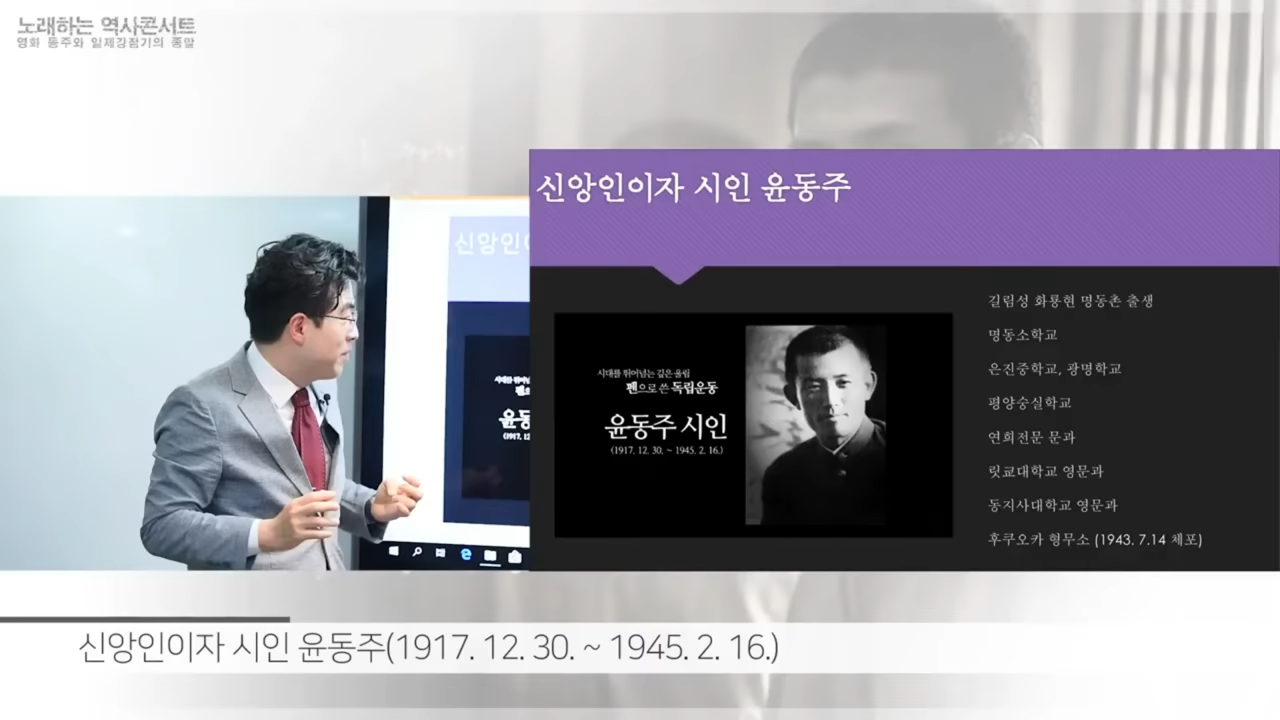 노래하는 역사콘서트
영화 동주와 일제강점기의 종말
신앙인이자 시인 윤동주
신앙인
시대를 뛰어넘는 깊은 울림
펜으로 쓴 독립운동
윤동주 시인
(1917. 12. 30. ~ 1945. 2. 16.)
길림성 화룡현 명동촌 출생
명동소학교
은진중학교, 광명학교
평양숭실학교
연희전문 문과
릿쿄대학교 영문과
동지사대학교 영문과
후쿠오카 형무소 (1943. 7.14 체포)
신앙인이자 시인 윤동주(1917. 12. 30. ~ 1945. 2. 16.)